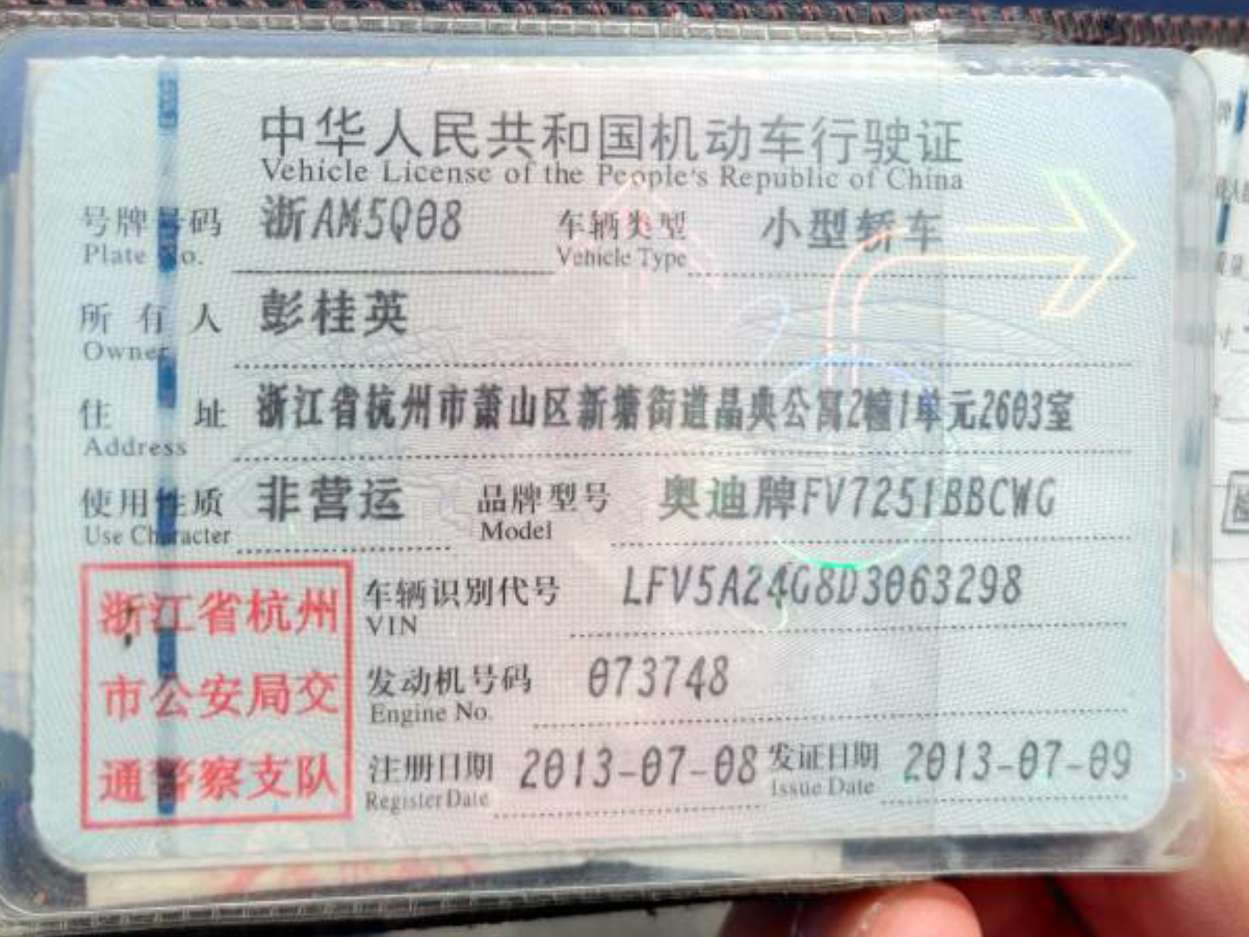 中华人民共和国机动车行驶证
Vehicle License of the People's Republic of China
号牌号码 浙AM5Q08 车辆类型 小型轿车
Plate No. Vehicle Type
所有人 彭桂英
Owner
住址 浙江省杭州市萧山区新塘街道晶典公寓2幢1单元2603室
Address
使用性质 非营运 品牌型号 奥迪牌FV7251BBCWG
Use Character Model
浙江省杭州
市公安局交
通警察支队
车辆识别代号 LFV5A24G8D3063298
VIN
发动机号码 073748
Engine No.
注册日期 2013-07-08 发证日期 2013-07-09
Register Date Issue Date